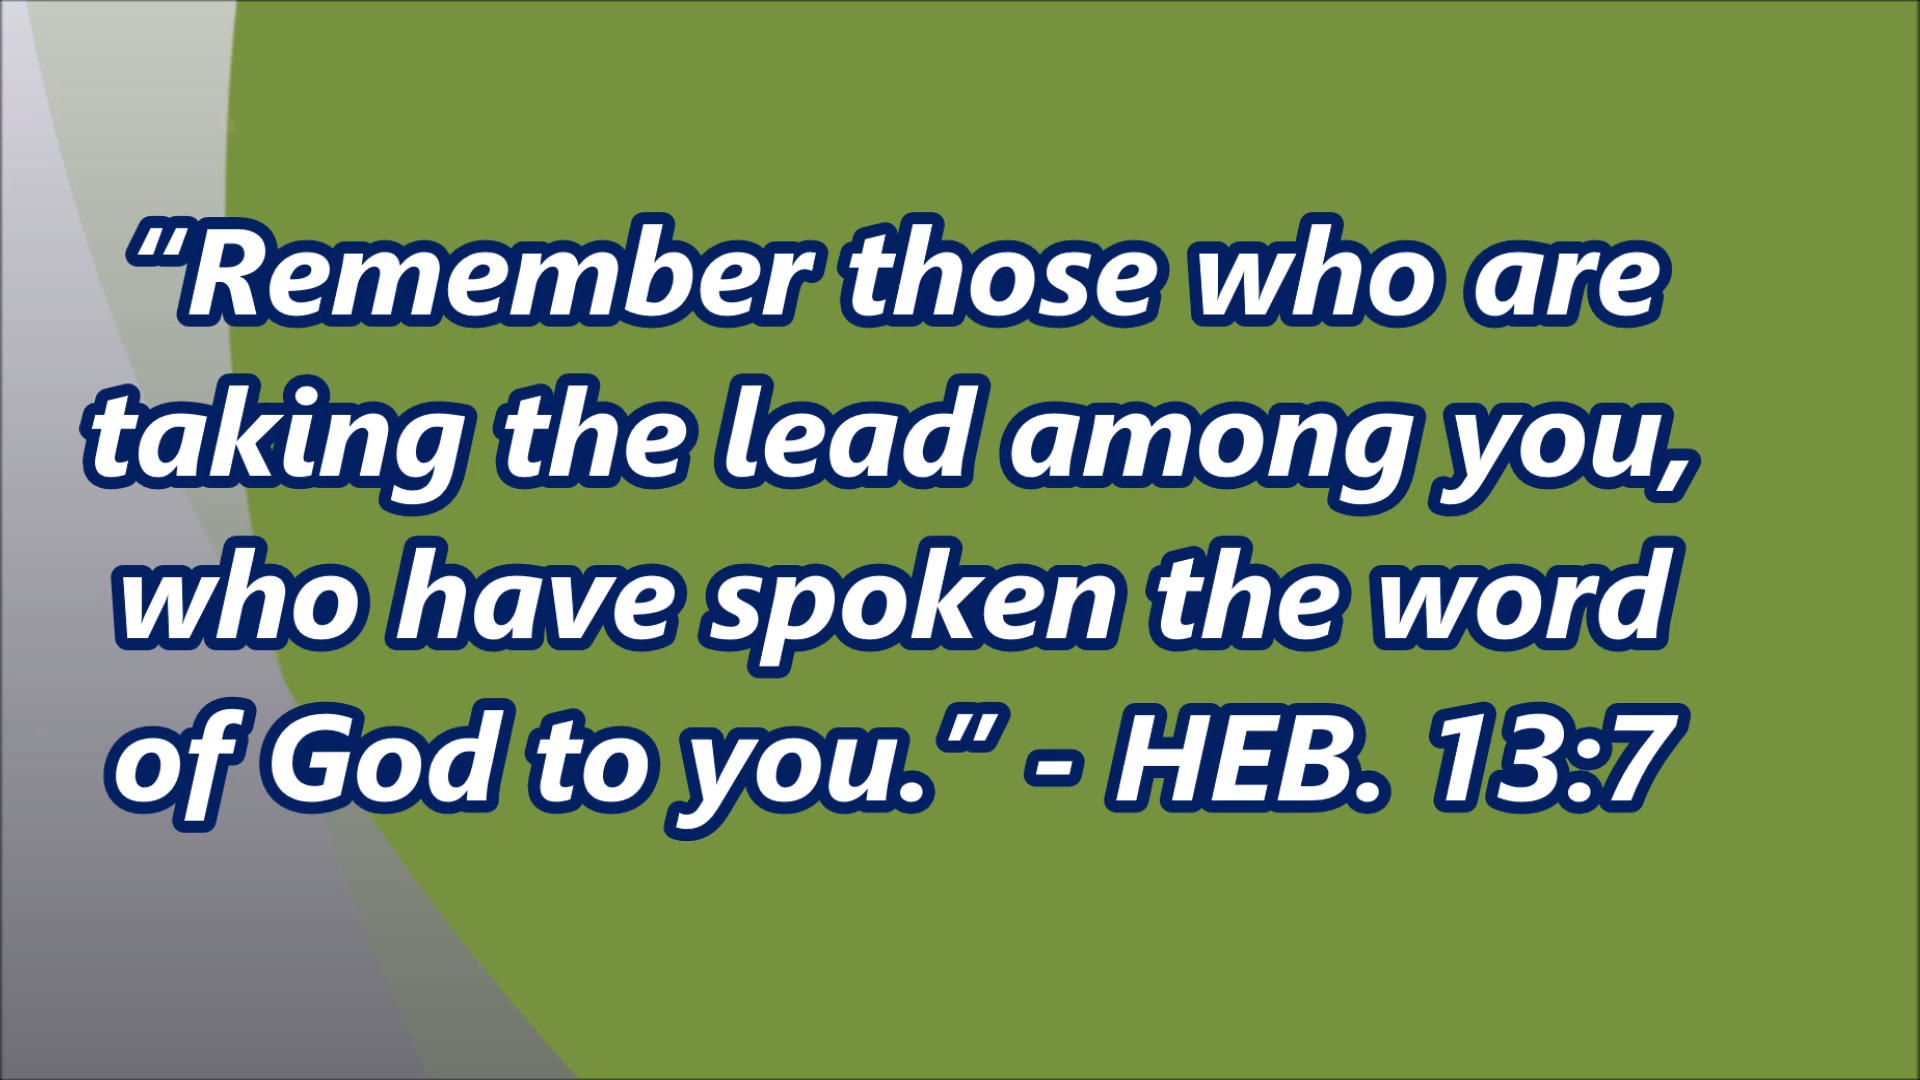 “Remember those who are
taking the lead among you,
who have spoken the word
of God to you.” - HEB. 13:7